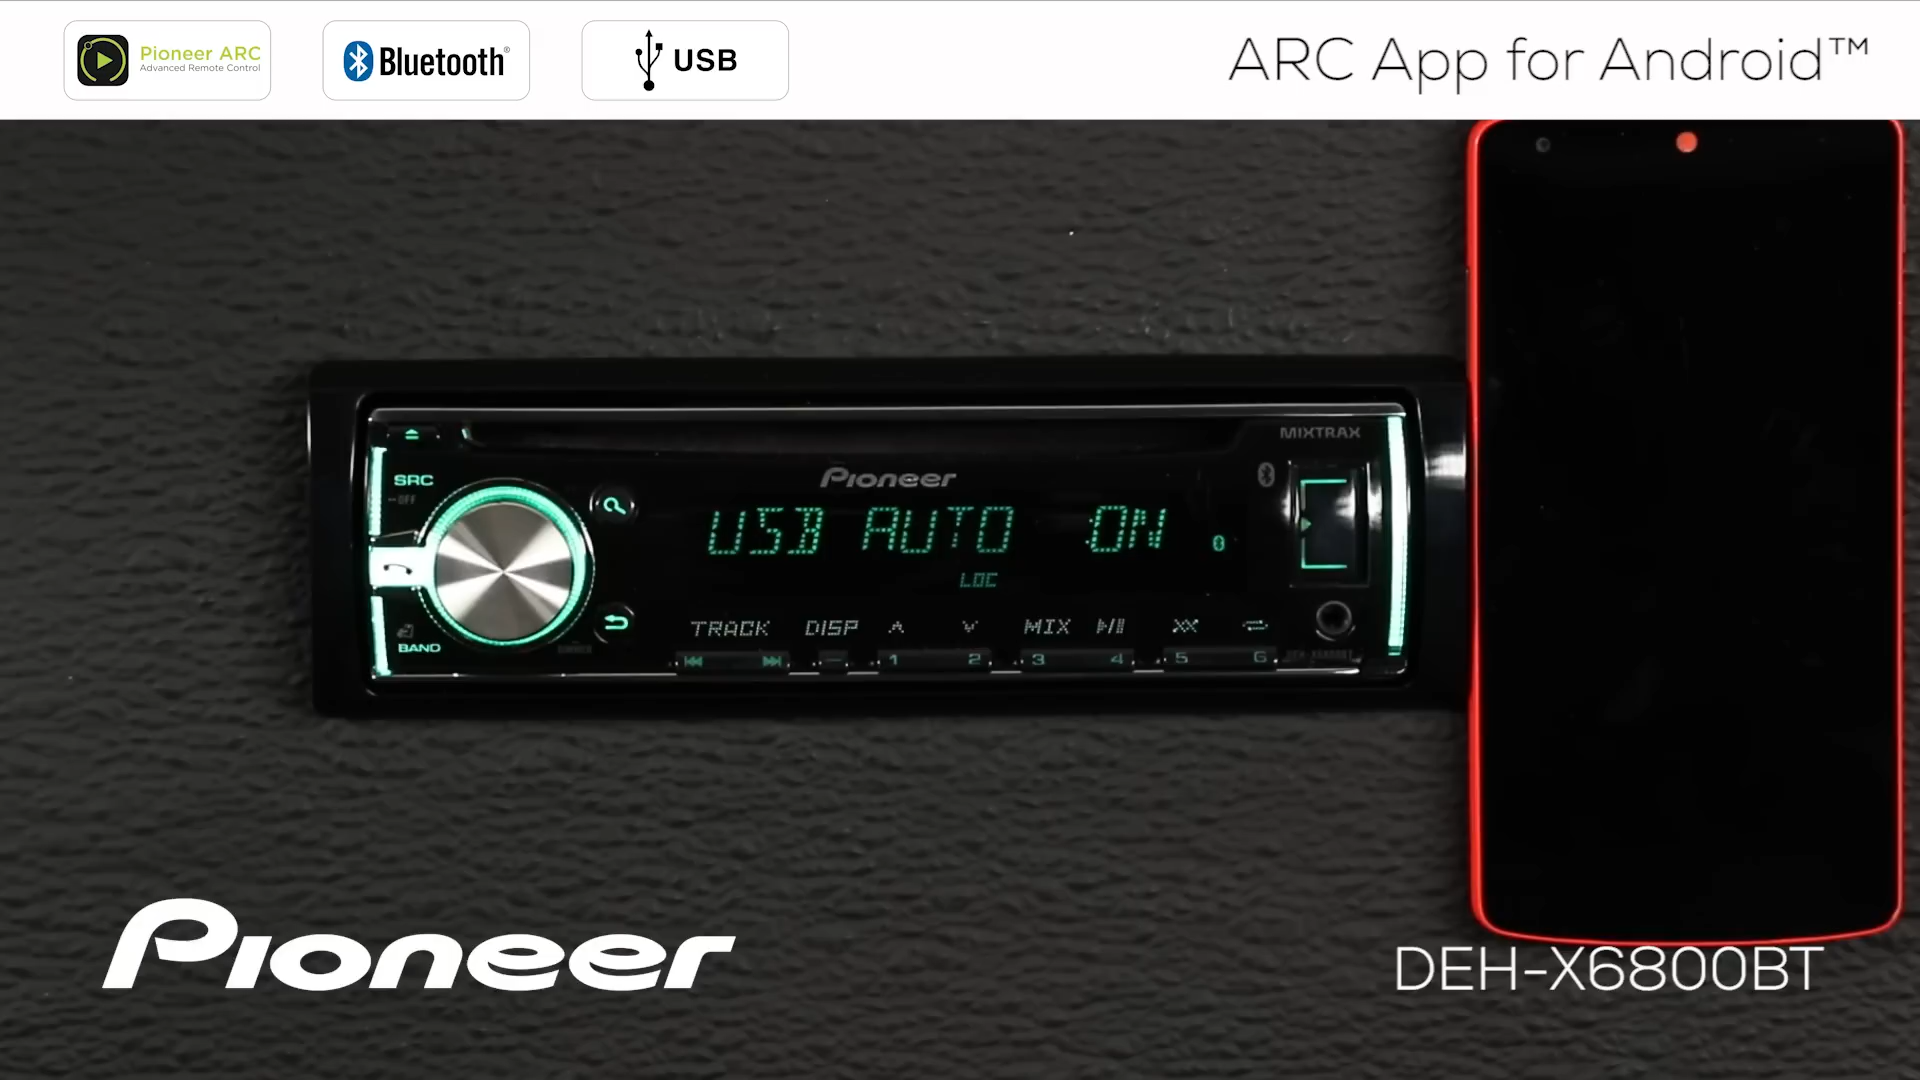 Pioneer ARC
Advanced Remote Control
Bluetooth®
USB
ARC App for Android™
MIXTRAX
Pioneer
SRC
OFF
USB AUTO ON
LOC
TRACK DISP MIX
BAND
1 2 3 4 5 6
Pioneer
DEH-X6800BT